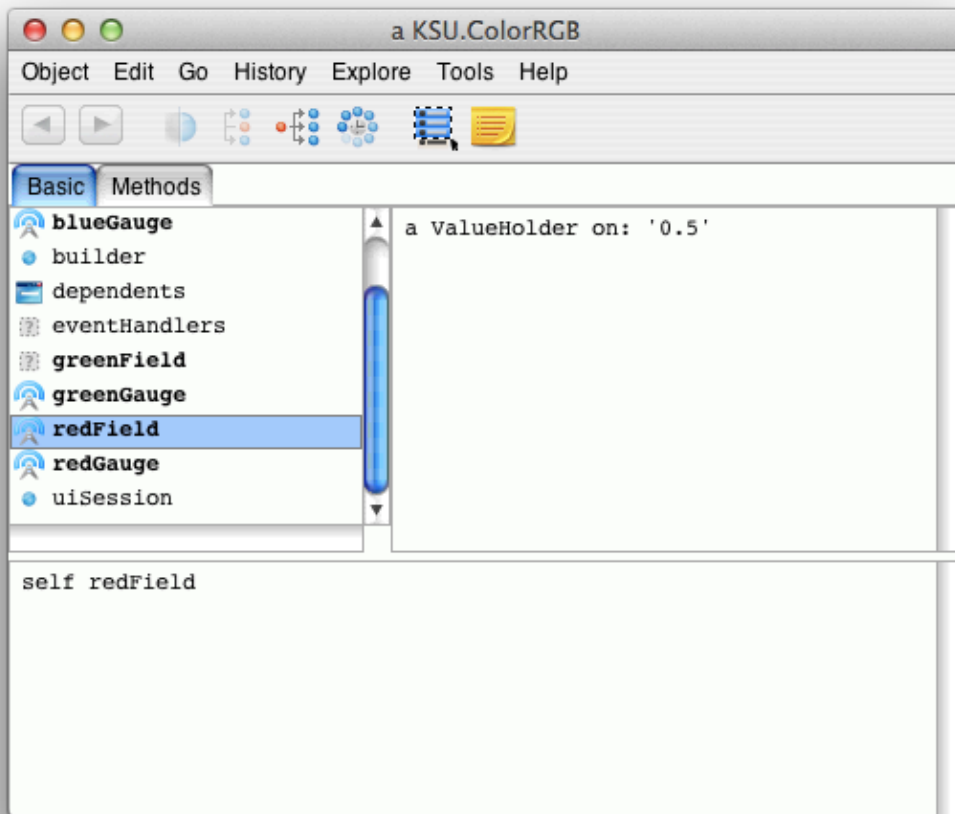 a KSU.ColorRGB
Object Edit Go History Explore Tools Help
Basic Methods
blueGauge
builder
dependents
eventHandlers
greenField
greenGauge
redField
redGauge
uiSession
a ValueHolder on: '0.5'
self redField